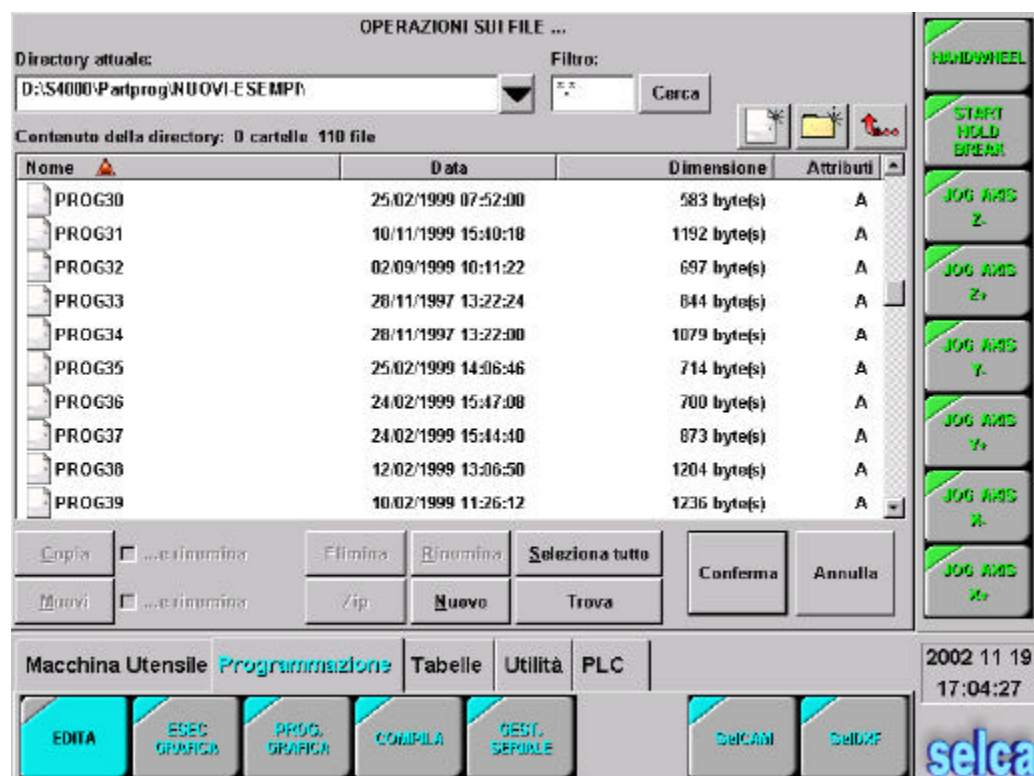 OPERAZIONI SUI FILE ...
Directory attuale:
Filtro:
D:\S4000\Partprog\NUOVI-ESEMPI\
*.*
Cerca
Contenuto della directory: 0 cartelle 110 file
Nome Data Dimensione Attributi
PROG30 25/02/1999 07:52:00 583 byte(s) A
PROG31 10/11/1999 15:40:18 1192 byte(s) A
PROG32 02/09/1999 10:11:22 697 byte(s) A
PROG33 28/11/1997 13:22:24 844 byte(s) A
PROG34 28/11/1997 13:22:00 1079 byte(s) A
PROG35 25/02/1999 14:06:46 714 byte(s) A
PROG36 24/02/1999 15:47:08 700 byte(s) A
PROG37 24/02/1999 15:44:40 873 byte(s) A
PROG38 12/02/1999 13:06:50 1204 byte(s) A
PROG39 10/02/1999 11:26:12 1236 byte(s) A
Copia ...e rinumina Elimina Rinumina Seleziona tutto
Conferma Annulla
Muovi ...e rinumina Zip Nuovo Trova
HANDWHEEL
START
HOLD
BREAK
JOG AXIS
Z-
JOG AXIS
Z+
JOG AXIS
Y-
JOG AXIS
Y+
JOG AXIS
X-
JOG AXIS
X+
Macchina Utensile Programmazione Tabelle Utilità PLC
2002 11 19
17:04:27
EDITA
ESEC
GRAFICA
PROG.
GRAFICA
COMPILA
GEST.
SERIALE
SelCAM
SelDXF
selca